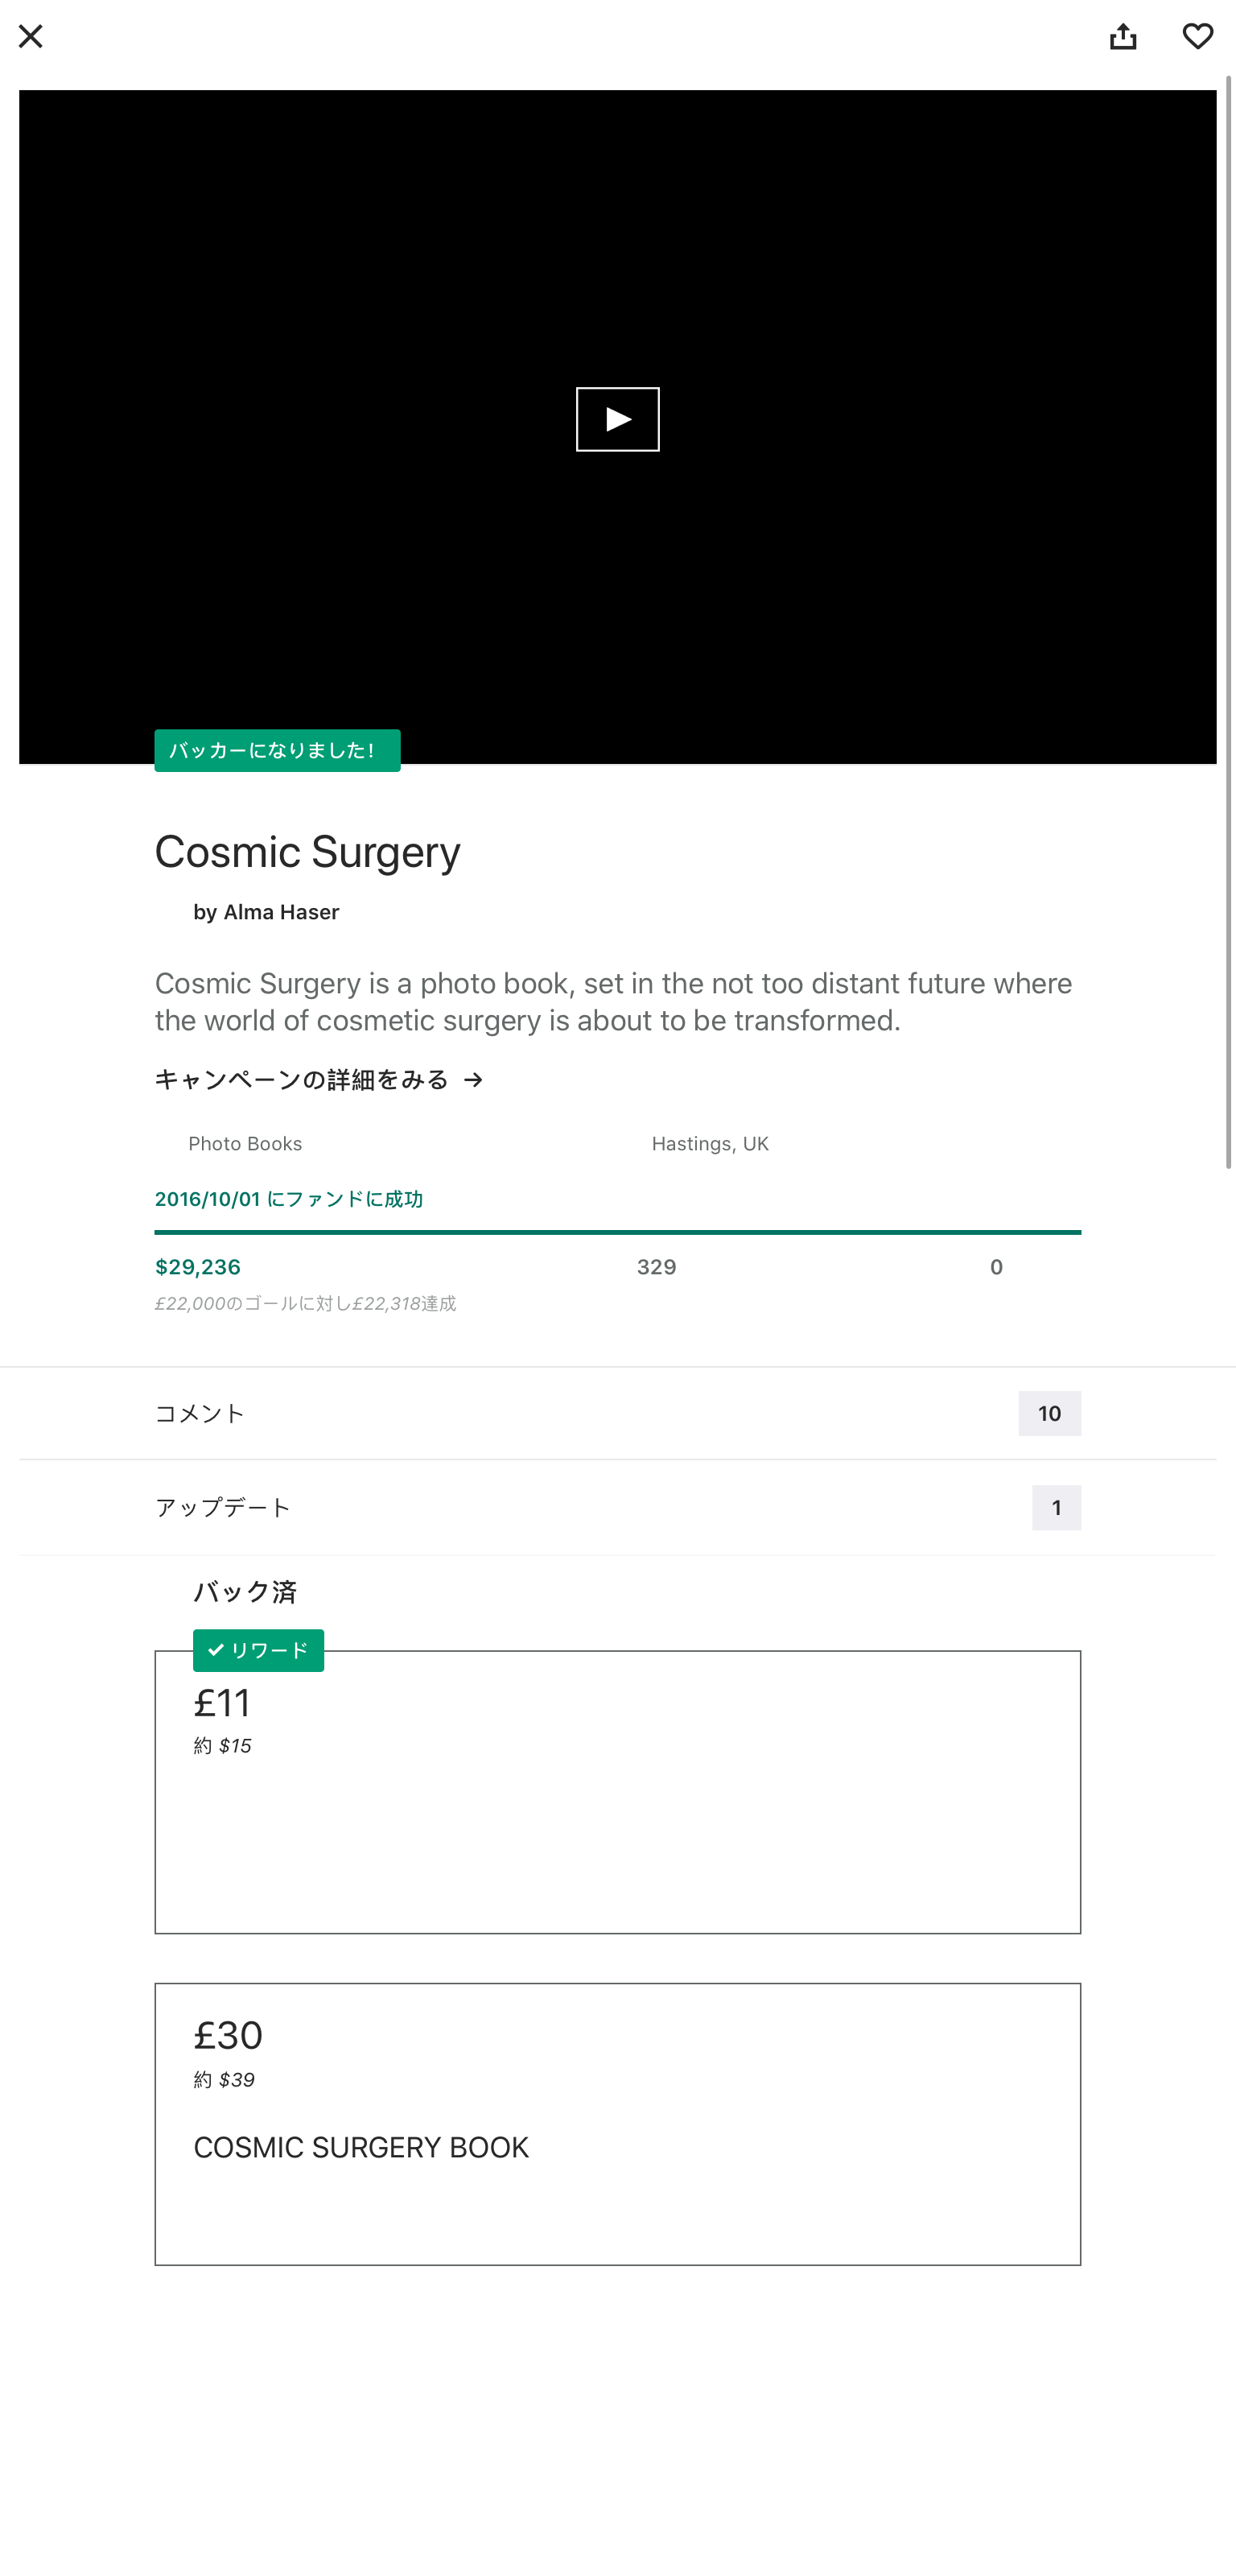 バッカーになりました!
Cosmic Surgery
by Alma Haser
Cosmic Surgery is a photo book, set in the not too distant future where
the world of cosmetic surgery is about to be transformed.
キャンペーンの詳細をみる →
Photo Books
Hastings, UK
2016/10/01 にファンドに成功
$29,236
329
0
£22,000のゴールに対し£22,318達成
コメント
10
アップデート
1
バック済
リワード
£11
約 $15
£30
約 $39
COSMIC SURGERY BOOK